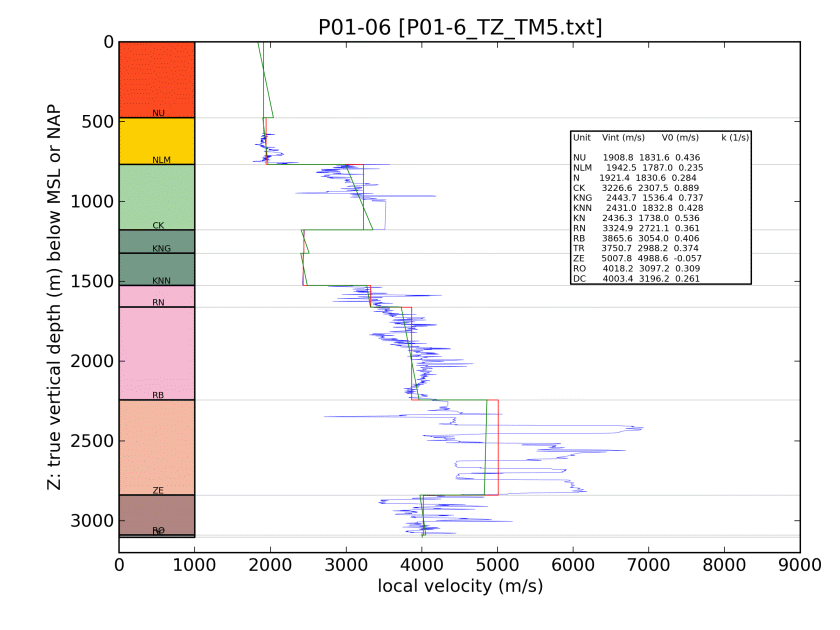 P01-06 [P01-6_TZ_TM5.txt]
0
500
1000
1500
2000
2500
3000
Z: true vertical depth (m) below MSL or NAP
NU
NLM
CK
KNG
KNN
RN
RB
ZE
RO
Unit Vint (m/s) V0 (m/s) k (1/s)
NU 1908.8 1831.6 0.436
NLM 1942.5 1787.0 0.235
N 1921.4 1830.6 0.284
CK 3226.6 2307.5 0.889
KNG 2443.7 1536.4 0.737
KNN 2431.0 1832.8 0.428
KN 2436.3 1738.0 0.536
RN 3324.9 2721.1 0.361
RB 3865.6 3054.0 0.406
TR 3750.7 2988.2 0.374
ZE 5007.8 4988.6 -0.057
RO 4018.2 3097.2 0.309
DC 4003.4 3196.2 0.261
0 1000 2000 3000 4000 5000 6000 7000 8000 9000
local velocity (m/s)